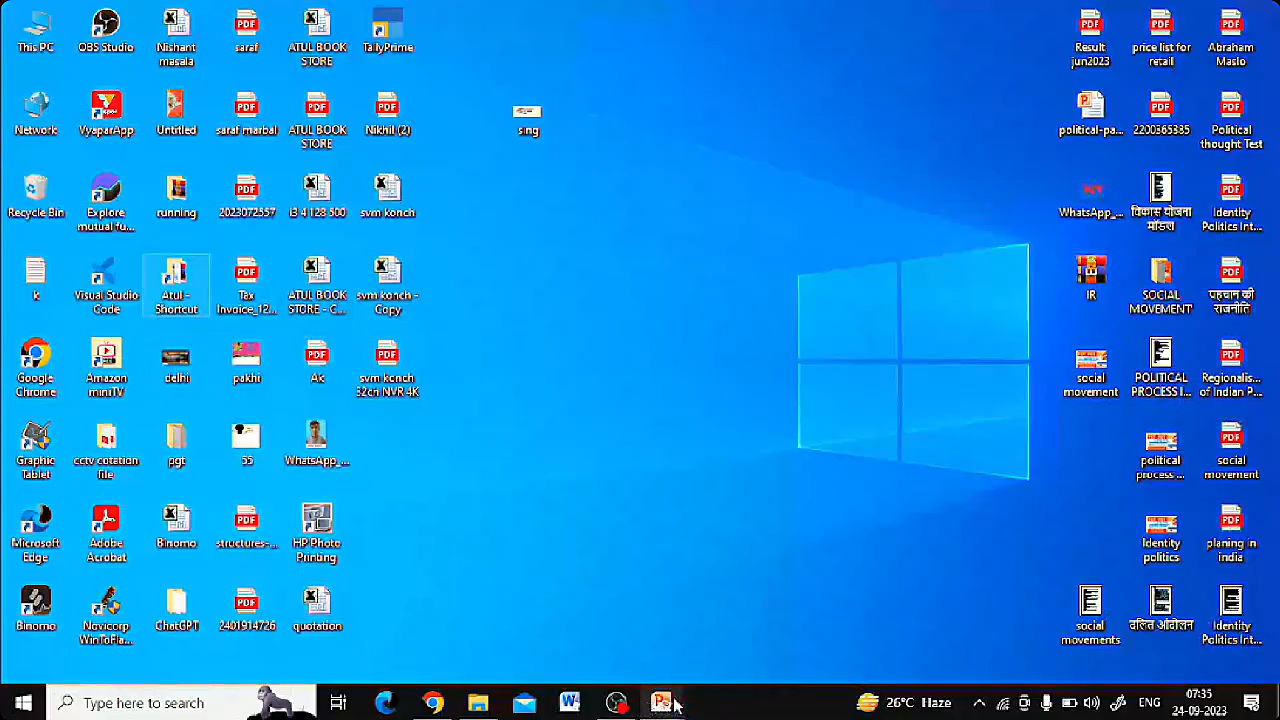 This PC
OBS Studio
Nishant
masala
saraf
ATUL BOOK
STORE
TallyPrime
Result
jun2023
price list for
retail
Abraham
Maslo
Network
VyaparApp
Untitled
saraf marbal
ATUL BOOK
STORE
Nikhil (2)
sing
political-pa...
2200365385
Political
thought Test
Recycle Bin
Explore
mutual fu...
running
2023072557
I3 4 128 500
svm konch
WhatsApp_...
विकास योजना
मॉडल
Identity
Politics Int...
k
Visual Studio
Code
Atul -
Shortcut
Tax
Invoice_12...
ATUL BOOK
STORE - C...
svm konch -
Copy
IR
SOCIAL
MOVEMENT
पहचान की
राजनीति
Google
Chrome
Amazon
miniTV
delhi
pakhi
Ak
svm konch
32ch NVR 4K
social
movement
POLITICAL
PROCESS I...
Regionalis...
of Indian P...
Graphic
Tablet
cctv cotation
file
pgt
55
WhatsApp_...
political
process ...
social
movement
Microsoft
Edge
Adobe
Acrobat
Binomo
structures-...
HP Photo
Printing
Identity
politics
planing in
india
Binomo
Novicorp
WinToFla...
ChatGPT
2401914726
quotation
social
movements
दलित आंदोलन
Identity
Politics Int...
Type here to search
26°C Haze
ENG
07:35
24-09-2023